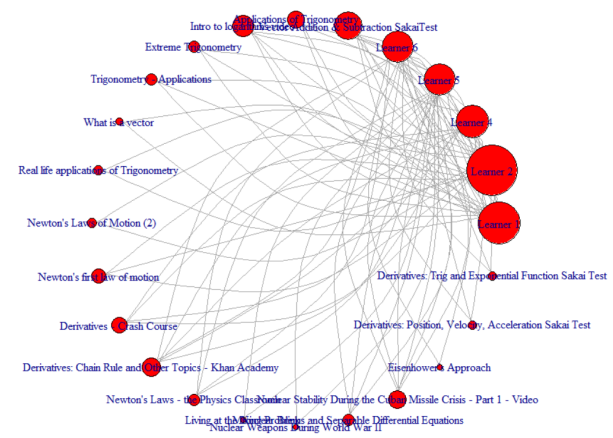 Applications of Trigonometry
Intro to
Addition & Subtraction SakaiTest
Learner 6
Extreme Trigonometry
Learner 5
Trigonometry - Applications
What is a vector
Learner 4
Real life applications of Trigonometry
Learner 2
Newton's Laws of Motion (2)
Learner 1
Newton's first law of motion
Derivatives: Trig and Exponential Function Sakai Test
Derivatives - Crash Course
Derivatives: Position, Velocity, Acceleration Sakai Test
Derivatives: Chain Rule and Other Topics - Khan Academy
Eisenhower's Approach
Newton's Laws - the Physics Classroom
Nuclear Stability During the Cuban Missile Crisis - Part 1 - Video
Living at the
and Separable Differential Equations
Nuclear Weapons During World War II